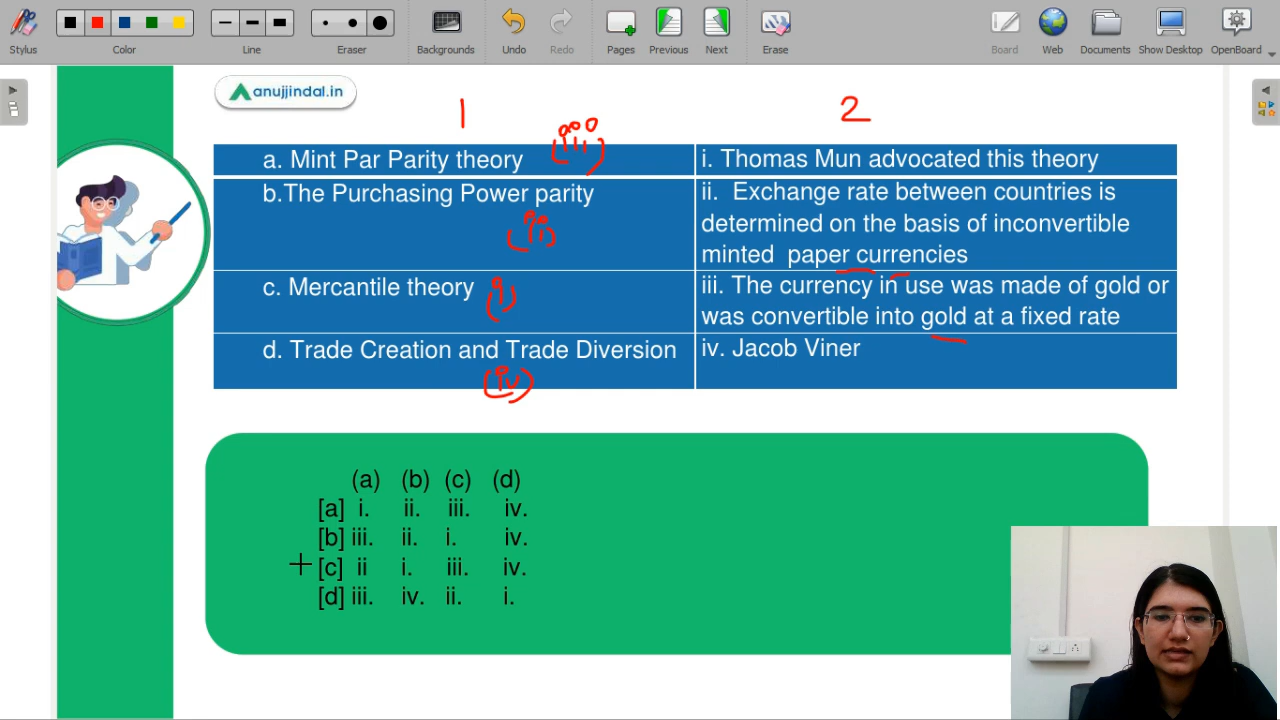 Stylus Color Line Eraser Backgrounds Undo Redo Pages Previous Next Erase Board Web Documents Show Desktop OpenBoard
anujjindal.in
1 2
a. Mint Par Parity theory (iii) i. Thomas Mun advocated this theory
b.The Purchasing Power parity ii. Exchange rate between countries is
(ii) determined on the basis of inconvertible
minted paper currencies
c. Mercantile theory (i) iii. The currency in use was made of gold or
was convertible into gold at a fixed rate
d. Trade Creation and Trade Diversion iv. Jacob Viner
(iv)
(a) (b) (c) (d)
[a] i. ii. iii. iv.
[b] iii. ii. i. iv.
[c] ii i. iii. iv.
[d] iii. iv. ii. i.